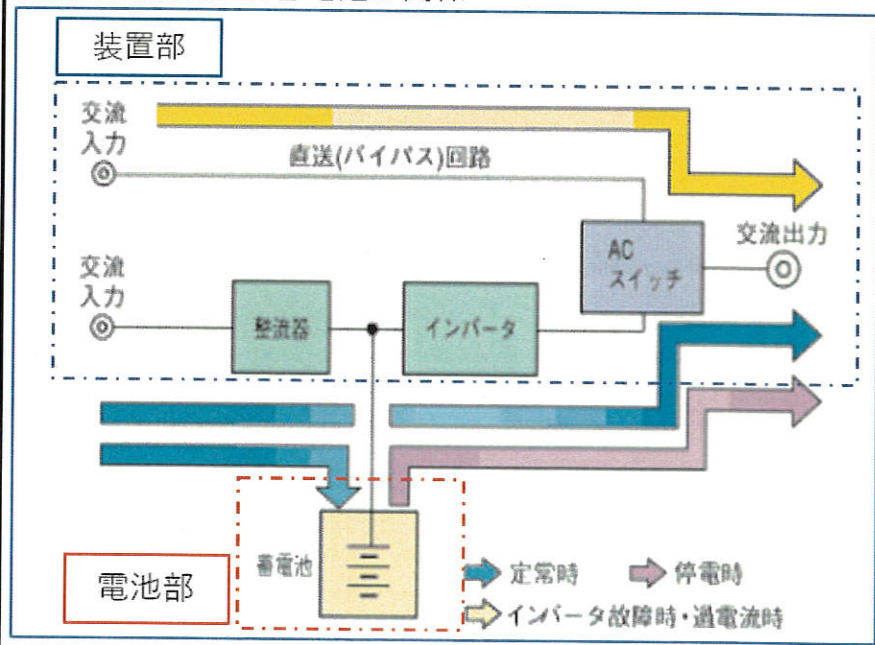 装置部
交流
入力
直送(バイパス)回路
交流出力
AC
スイッチ
交流
入力
整流器
インバータ
蓄電池
電池部
定常時
停電時
インバータ故障時・過電流時